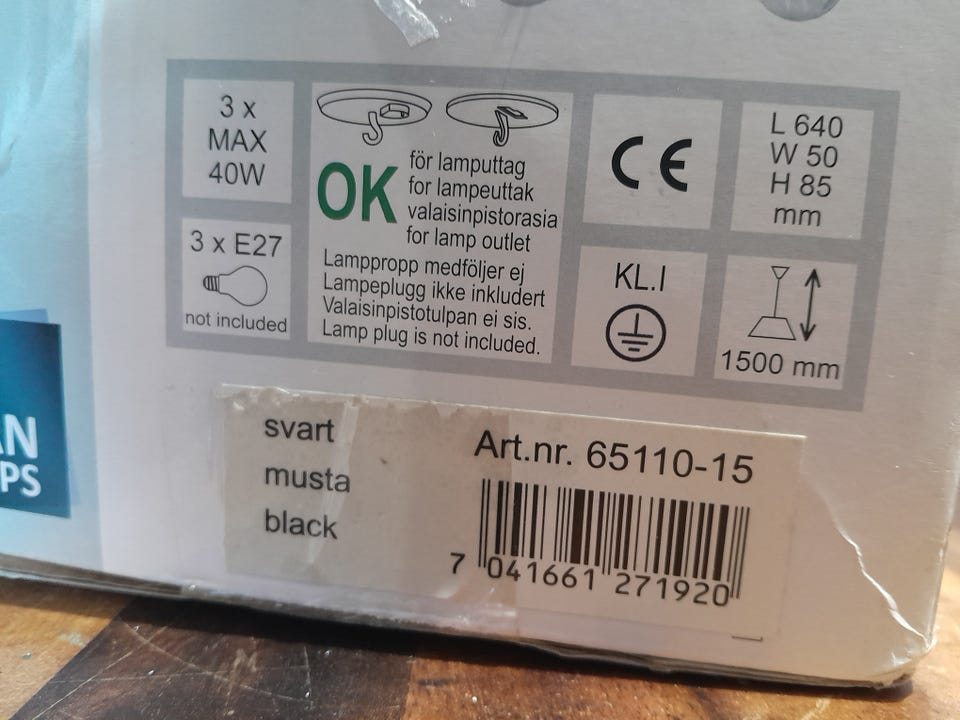 3 x
MAX
40W
3 x E27
not included
OK
för lamputtag
for lampeuttak
valaisinpistorasia
for lamp outlet
Lamppropp medföljer ej
Lampeplugg ikke inkludert
Valaisinpistotulpan ei sis.
Lamp plug is not included.
CE
KL.I
L 640
W 50
H 85
mm
1500 mm
svart
musta
black
Art.nr. 65110-15
7 041661 271920